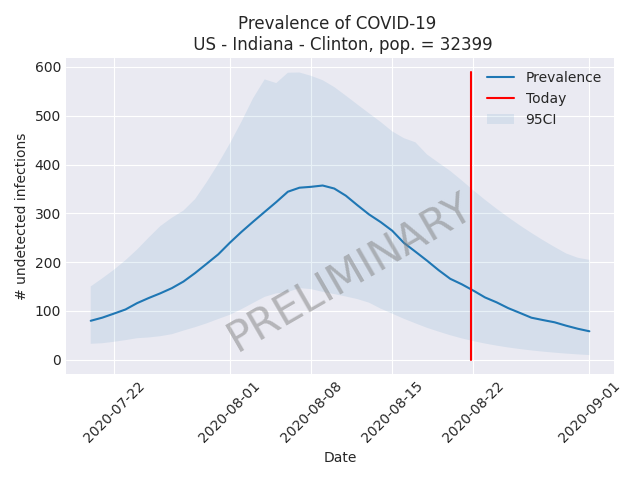 Prevalence of COVID-19
US - Indiana - Clinton, pop. = 32399
# undetected infections
600
500
400
300
200
100
0
Prevalence
Today
95CI
PRELIMINARY
2020-07-22
2020-08-01
2020-08-08
2020-08-15
2020-08-22
2020-09-01
Date